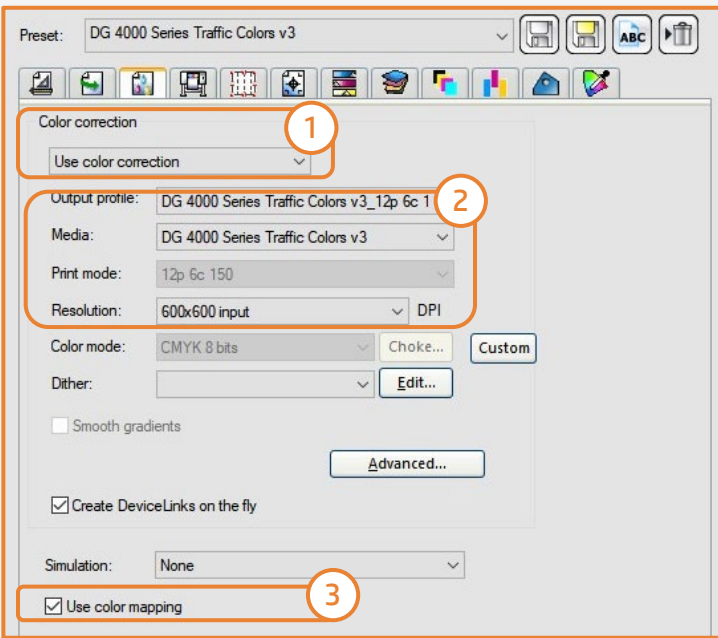 Preset: DG 4000 Series Traffic Colors v3 ABC
1
Color correction
Use color correction
2
Output profile: DG 4000 Series Traffic Colors v3_12p 6c 1
Media: DG 4000 Series Traffic Colors v3
Print mode: 12p 6c 150
Resolution: 600x600 input DPI
Color mode: CMYK 8 bits Choke... Custom
Dither: Edit...
Smooth gradients
Advanced...
Create DeviceLinks on the fly
Simulation: None
Use color mapping 3